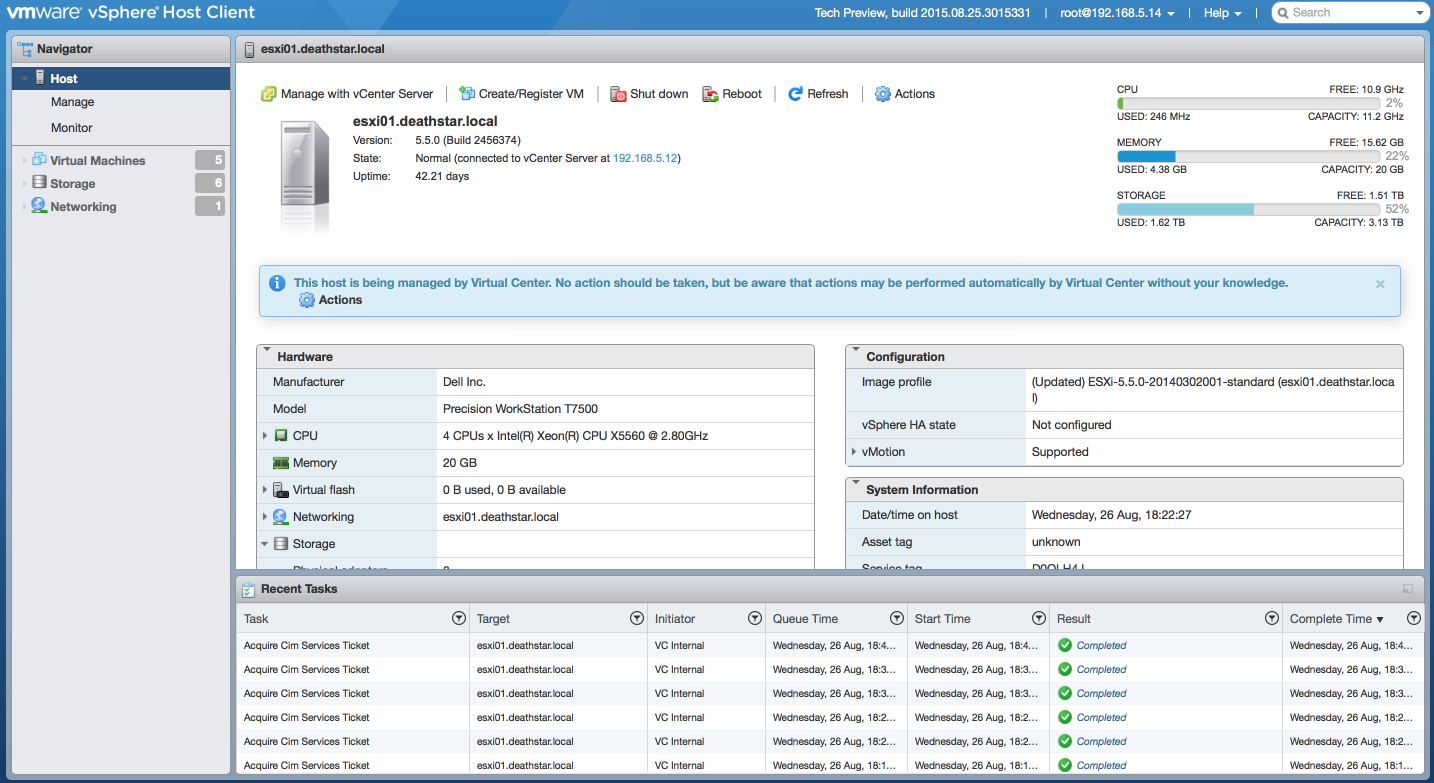 vmware vSphere® Host Client
Tech Preview, build 2015.08.25.3015331 | root@192.168.5.14 | Help | Search
Navigator
Host
Manage
Monitor
Virtual Machines 5
Storage 6
Networking 1
esxi01.deathstar.local
Manage with vCenter Server | Create/Register VM | Shut down Reboot | Refresh | Actions
esxi01.deathstar.local
Version: 5.5.0 (Build 2456374)
State: Normal (connected to vCenter Server at 192.168.5.12)
Uptime: 42.21 days
CPU FREE: 10.9 GHz
2%
USED: 246 MHz CAPACITY: 11.2 GHz
MEMORY FREE: 15.62 GB
22%
USED: 4.38 GB CAPACITY: 20 GB
STORAGE FREE: 1.51 TB
52%
USED: 1.62 TB CAPACITY: 3.13 TB
This host is being managed by Virtual Center. No action should be taken, but be aware that actions may be performed automatically by Virtual Center without your knowledge.
Actions
Hardware
Manufacturer Dell Inc.
Model Precision WorkStation T7500
CPU 4 CPUs x Intel(R) Xeon(R) CPU X5560 @ 2.80GHz
Memory 20 GB
Virtual flash 0 B used, 0 B available
Networking esxi01.deathstar.local
Storage
Physical adapters
Configuration
Image profile (Updated) ESXi-5.5.0-20140302001-standard (esxi01.deathstar.loca
l)
vSphere HA state Not configured
vMotion Supported
System Information
Date/time on host Wednesday, 26 Aug, 18:22:27
Asset tag unknown
Service tag
Recent Tasks
Task Target Initiator Queue Time Start Time Result Complete Time
Acquire Cim Services Ticket esxi01.deathstar.local VC Internal Wednesday, 26 Aug, 18:4... Wednesday, 26 Aug, 18:4... Completed Wednesday, 26 Aug, 18:4...
Acquire Cim Services Ticket esxi01.deathstar.local VC Internal Wednesday, 26 Aug, 18:3... Wednesday, 26 Aug, 18:3... Completed Wednesday, 26 Aug, 18:3...
Acquire Cim Services Ticket esxi01.deathstar.local VC Internal Wednesday, 26 Aug, 18:3... Wednesday, 26 Aug, 18:3... Completed Wednesday, 26 Aug, 18:3...
Acquire Cim Services Ticket esxi01.deathstar.local VC Internal Wednesday, 26 Aug, 18:2... Wednesday, 26 Aug, 18:2... Completed Wednesday, 26 Aug, 18:2...
Acquire Cim Services Ticket esxi01.deathstar.local VC Internal Wednesday, 26 Aug, 18:2... Wednesday, 26 Aug, 18:2... Completed Wednesday, 26 Aug, 18:2...
Acquire Cim Services Ticket esxi01.deathstar.local VC Internal Wednesday, 26 Aug, 18:1... Wednesday, 26 Aug, 18:1... Completed Wednesday, 26 Aug, 18:1...